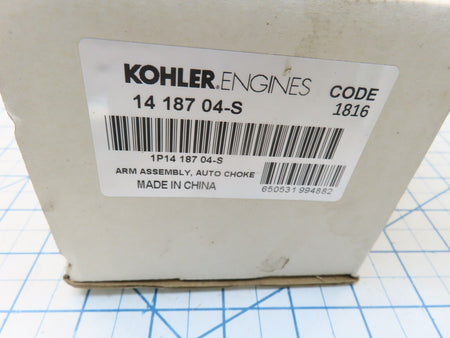 KOHLER ENGINES
CODE
14 187 04-S
1816
1P14 187 04-S
ARM ASSEMBLY, AUTO CHOKE
650531 994882
MADE IN CHINA